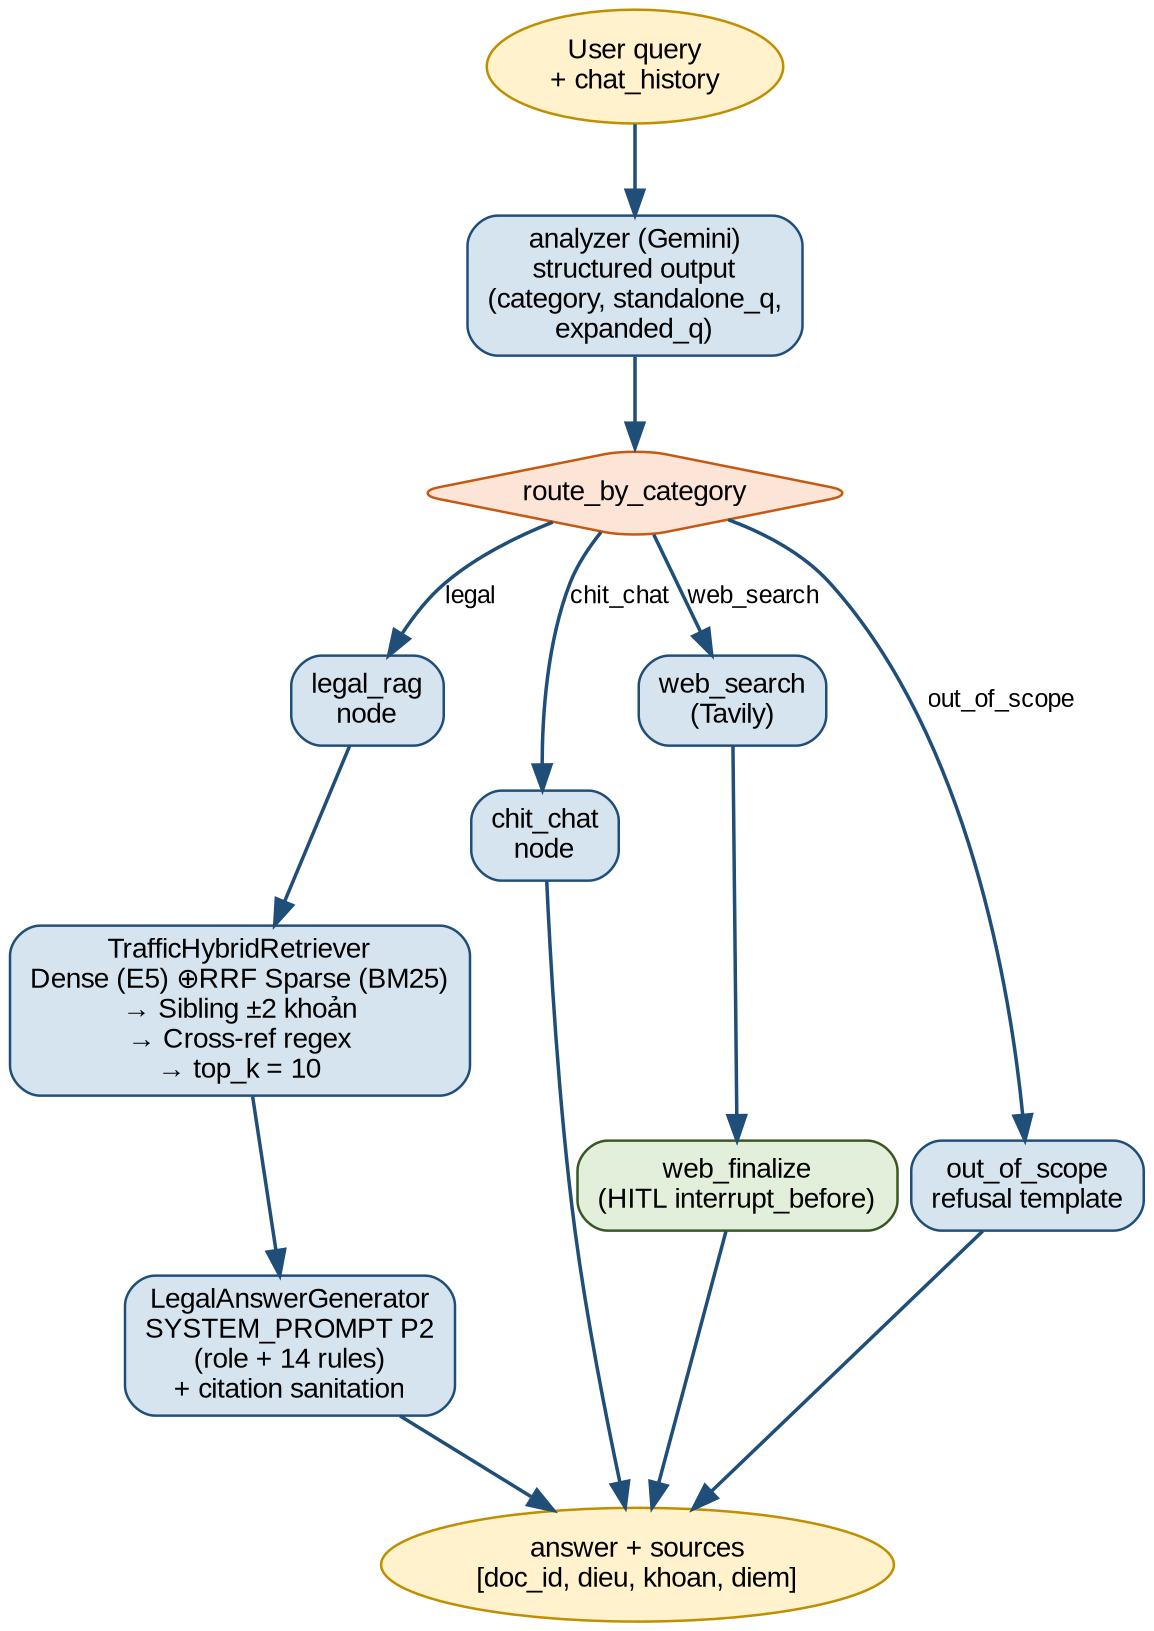 User query
+ chat_history
analyzer (Gemini)
structured output
(category, standalone_q,
expanded_q)
route_by_category
legal
chit_chat
web_search
out_of_scope
legal_rag
node
web_search
(Tavily)
chit_chat
node
TrafficHybridRetriever
Dense (E5) ⊕RRF Sparse (BM25)
→ Sibling ±2 khoản
→ Cross-ref regex
→ top_k = 10
web_finalize
(HITL interrupt_before)
out_of_scope
refusal template
LegalAnswerGenerator
SYSTEM_PROMPT P2
(role + 14 rules)
+ citation sanitation
answer + sources
[doc_id, dieu, khoan, diem]